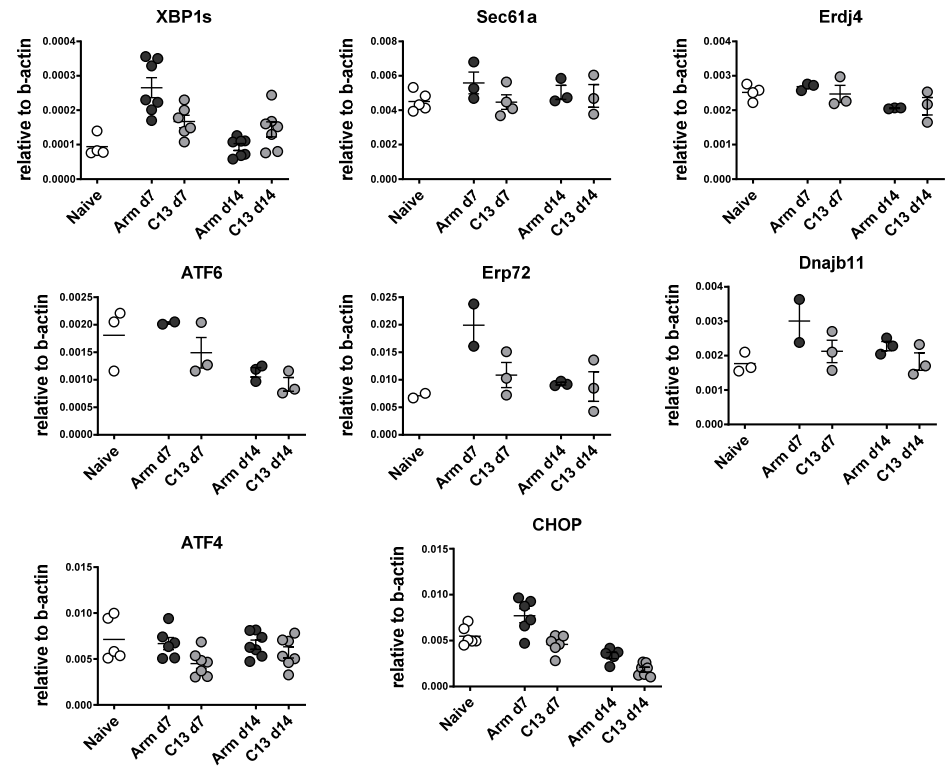 XBP1s
relative to b-actin
0.0004
0.0003
0.0002
0.0001
0.0000
Naive
Arm d7
C13 d7
Arm d14
C13 d14
Sec61a
relative to b-actin
0.008
0.006
0.004
0.002
0.000
Naive
Arm d7
C13 d7
Arm d14
C13 d14
Erdj4
relative to b-actin
0.004
0.003
0.002
0.001
0.000
Naive
Arm d7
C13 d7
Arm d14
C13 d14
ATF6
relative to b-actin
0.0025
0.0020
0.0015
0.0010
0.0005
0.0000
Naive
Arm d7
C13 d7
Arm d14
C13 d14
Erp72
relative to b-actin
0.025
0.020
0.015
0.010
0.005
0.000
Naive
Arm d7
C13 d7
Arm d14
C13 d14
Dnajb11
relative to b-actin
0.004
0.003
0.002
0.001
0.000
Naive
Arm d7
C13 d7
Arm d14
C13 d14
ATF4
relative to b-actin
0.015
0.010
0.005
0.000
Naive
Arm d7
C13 d7
Arm d14
C13 d14
CHOP
relative to b-actin
0.015
0.010
0.005
0.000
Naive
Arm d7
C13 d7
Arm d14
C13 d14